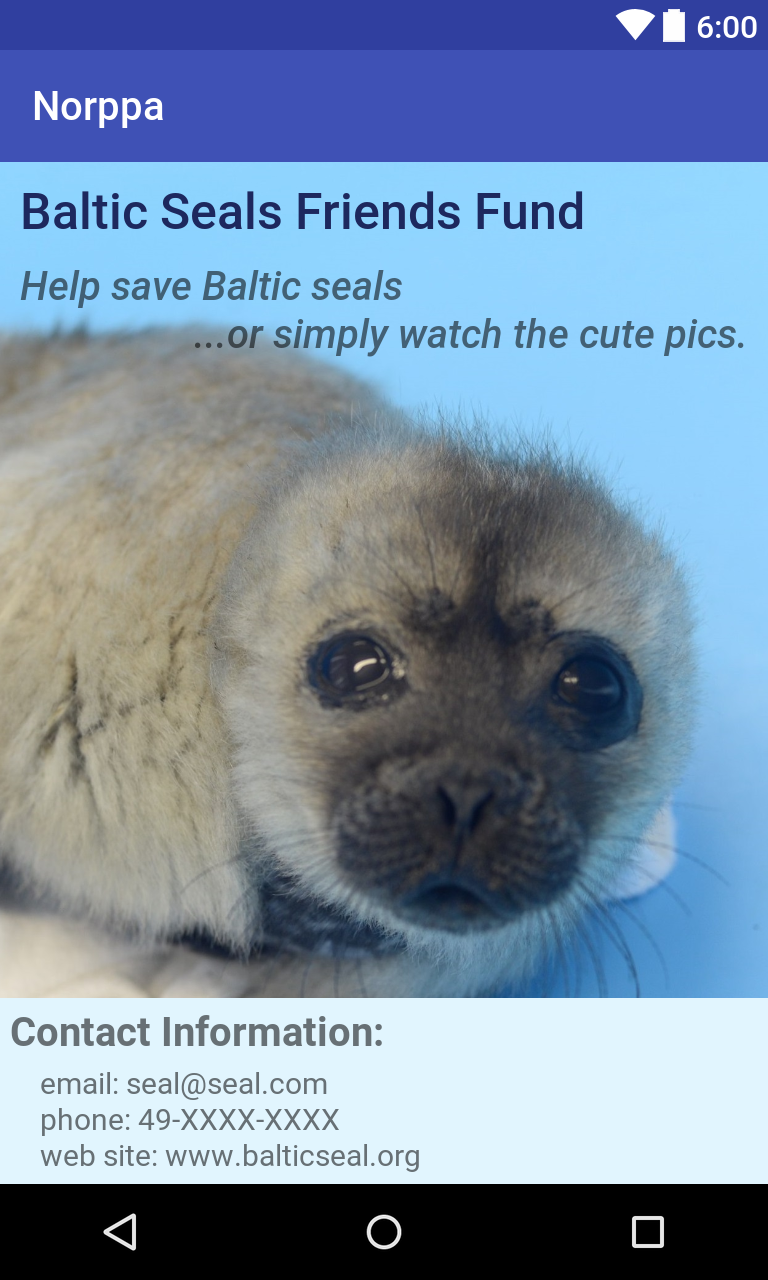 6:00
Norppa
Baltic Seals Friends Fund
Help save Baltic seals
...or simply watch the cute pics.
Contact Information:
email: seal@seal.com
phone: 49-XXXX-XXXX
web site: www.balticseal.org